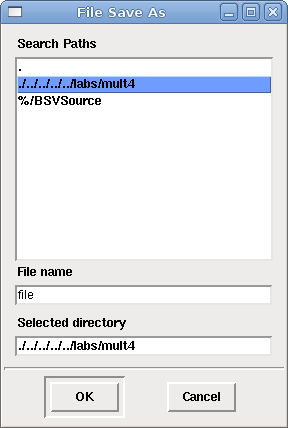 File Save As
Search Paths
.
./../../../../labs/mult4
%/BSVSource
File name
file
Selected directory
./../../../../labs/mult4
OK
Cancel